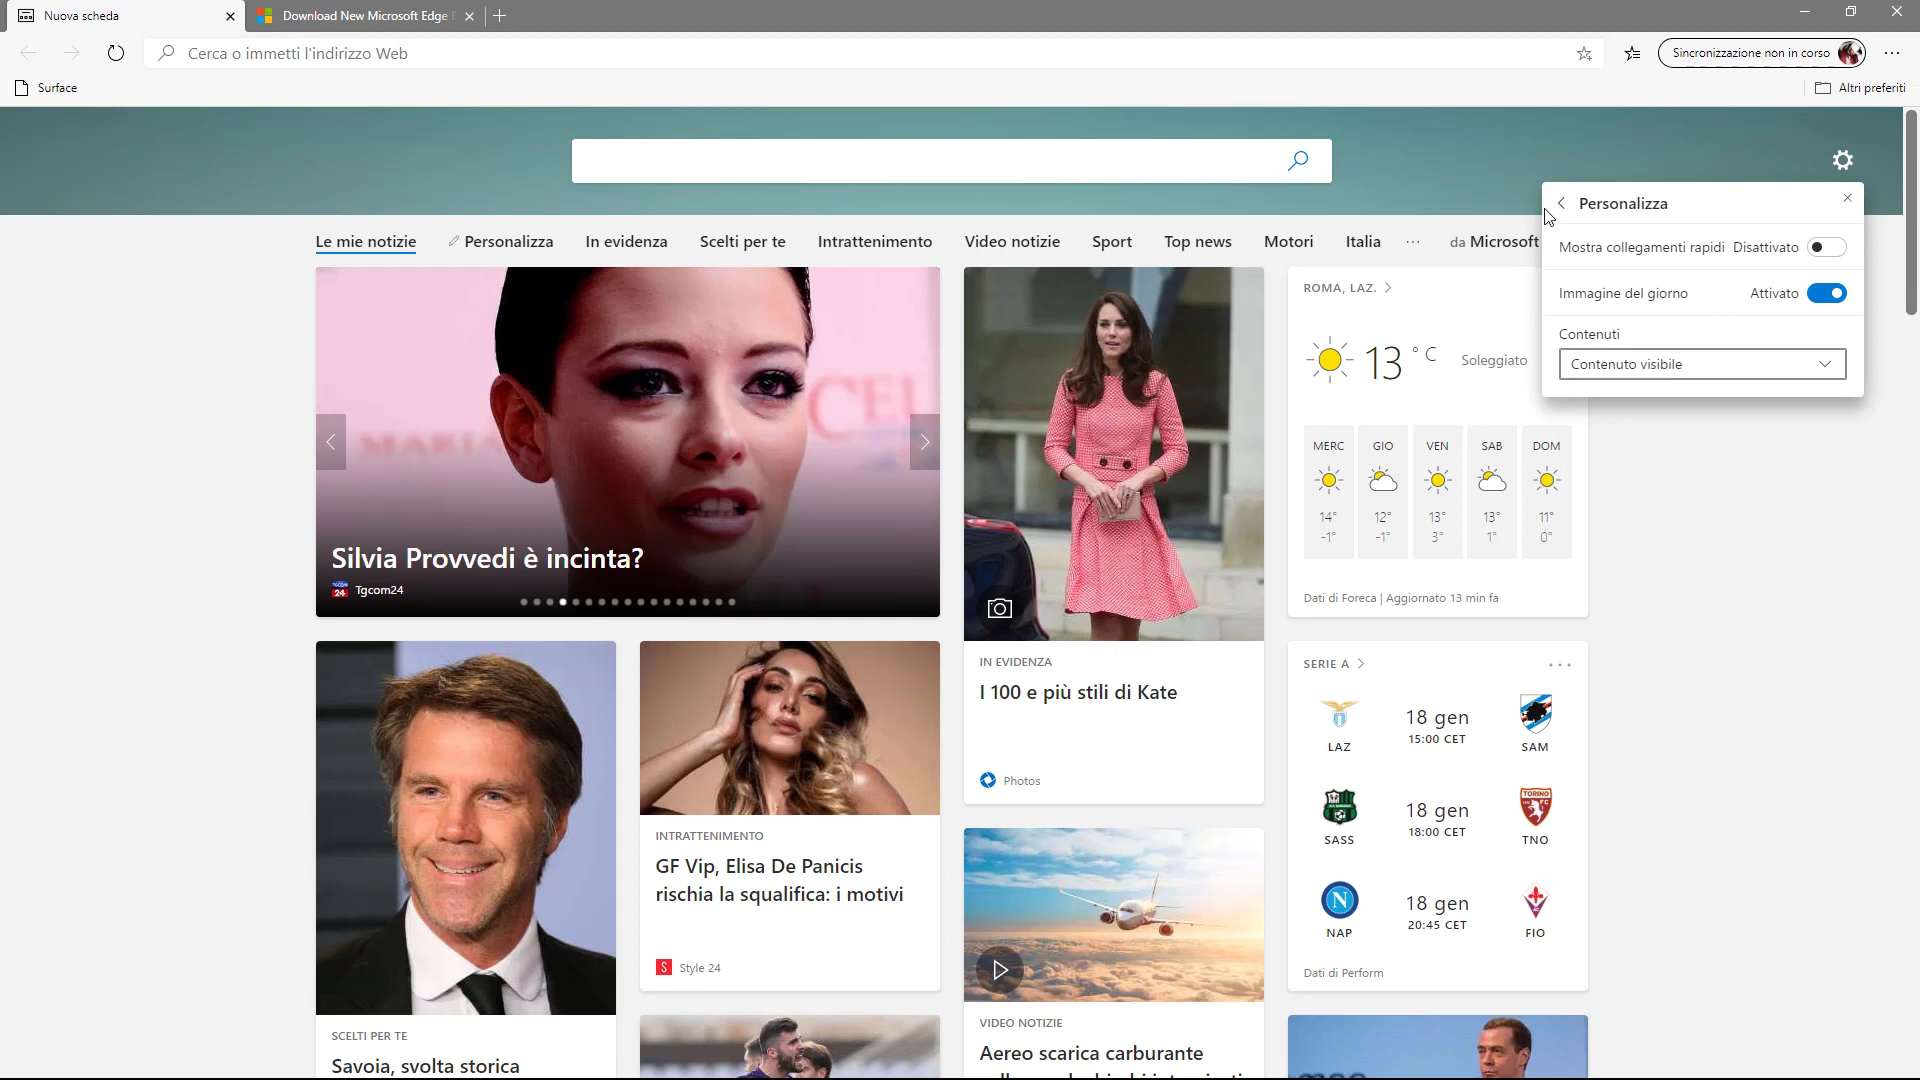 Nuova scheda
Download New Microsoft Edge
Cerca o immetti l'indirizzo Web
Sincronizzazione non in corso
Surface
Altri preferiti
Personalizza
Mostra collegamenti rapidi Disattivato
Immagine del giorno Attivato
Contenuti
Contenuto visibile
Le mie notizie Personalizza In evidenza Scelti per te Intrattenimento Video notizie Sport Top news Motori Italia ... da Microsoft
Silvia Provvedi è incinta?
TGCOM
24
Tgcom24
IN EVIDENZA
I 100 e più stili di Kate
Photos
ROMA, LAZ.
13 °C Soleggiato
MERC GIO VEN SAB DOM
14° 12° 13° 13° 11°
-1° -1° 3° 1° 0°
Dati di Foreca | Aggiornato 13 min fa
SCELTI PER TE
Savoia, svolta storica
INTRATTENIMENTO
GF Vip, Elisa De Panicis
rischia la squalifica: i motivi
S Style 24
VIDEO NOTIZIE
Aereo scarica carburante
SERIE A
18 gen
15:00 CET
LAZ SAM
18 gen
18:00 CET
TORINO
SASS TNO
N
18 gen
20:45 CET
NAP FIO
Dati di Perform